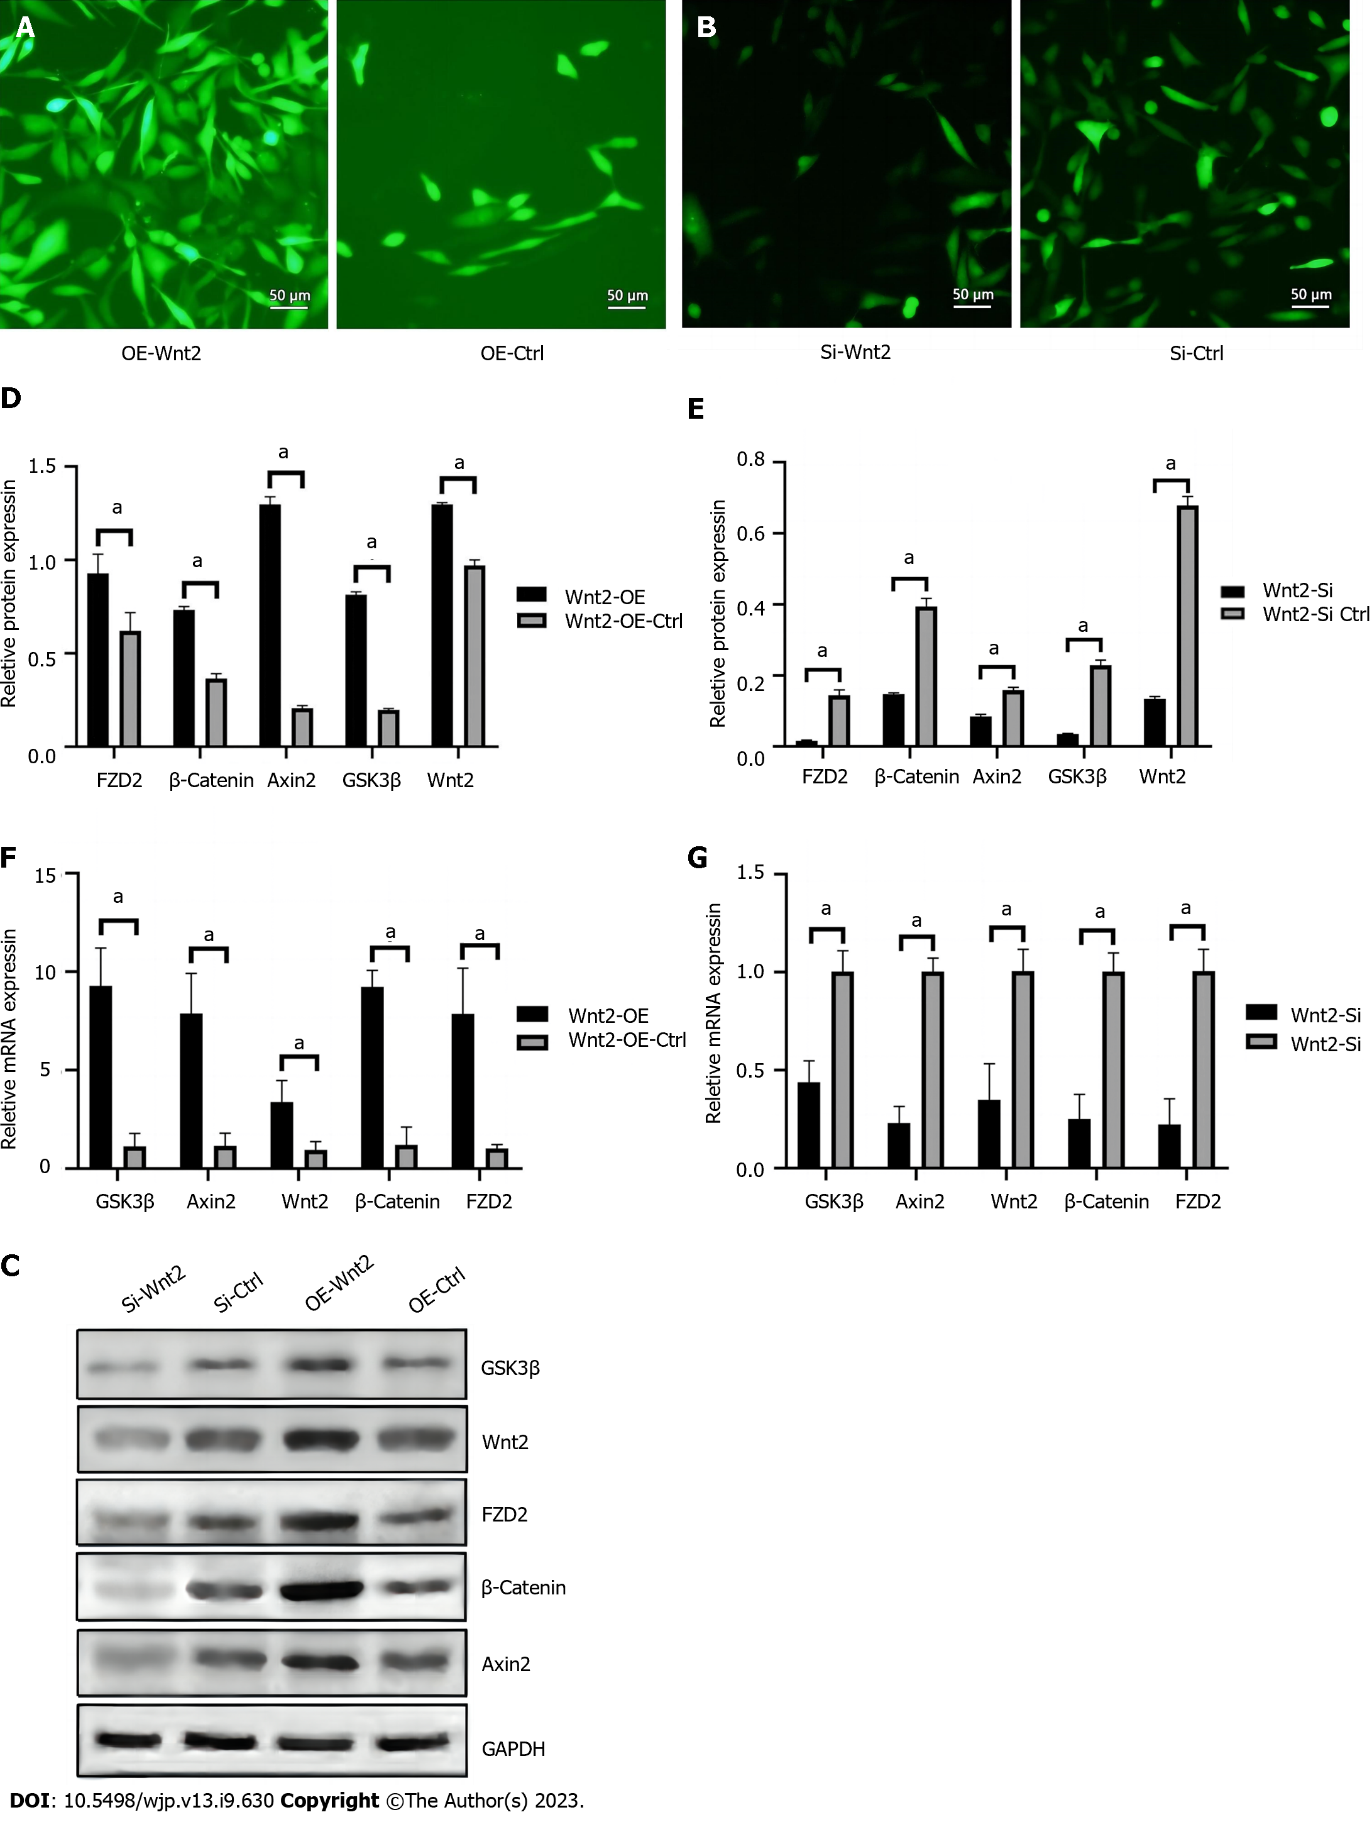 A
B
50 µm
50 µm
50 µm
50 µm
OE-Wnt2
OE-Ctrl
Si-Wnt2
Si-Ctrl
D
Reletive protein expressin
1.5
1.0
0.5
0.0
a
a
a
a
a
FZD2
β-Catenin
Axin2
GSK3β
Wnt2
Wnt2-OE
Wnt2-OE-Ctrl
E
Reletive protein expressin
0.8
0.6
0.4
0.2
0.0
a
a
a
a
a
FZD2
β-Catenin
Axin2
GSK3β
Wnt2
Wnt2-Si
Wnt2-Si Ctrl
F
Reletive mRNA expressin
15
10
5
0
a
a
a
a
a
GSK3β
Axin2
Wnt2
β-Catenin
FZD2
Wnt2-OE
Wnt2-OE-Ctrl
G
Reletive mRNA expressin
1.5
1.0
0.5
0.0
a
a
a
a
a
GSK3β
Axin2
Wnt2
β-Catenin
FZD2
Wnt2-Si
Wnt2-Si
C
Si-Wnt2
Si-Ctrl
OE-Wnt2
OE-Ctrl
GSK3β
Wnt2
FZD2
β-Catenin
Axin2
GAPDH
DOI: 10.5498/wjp.v13.i9.630 Copyright ©The Author(s) 2023.